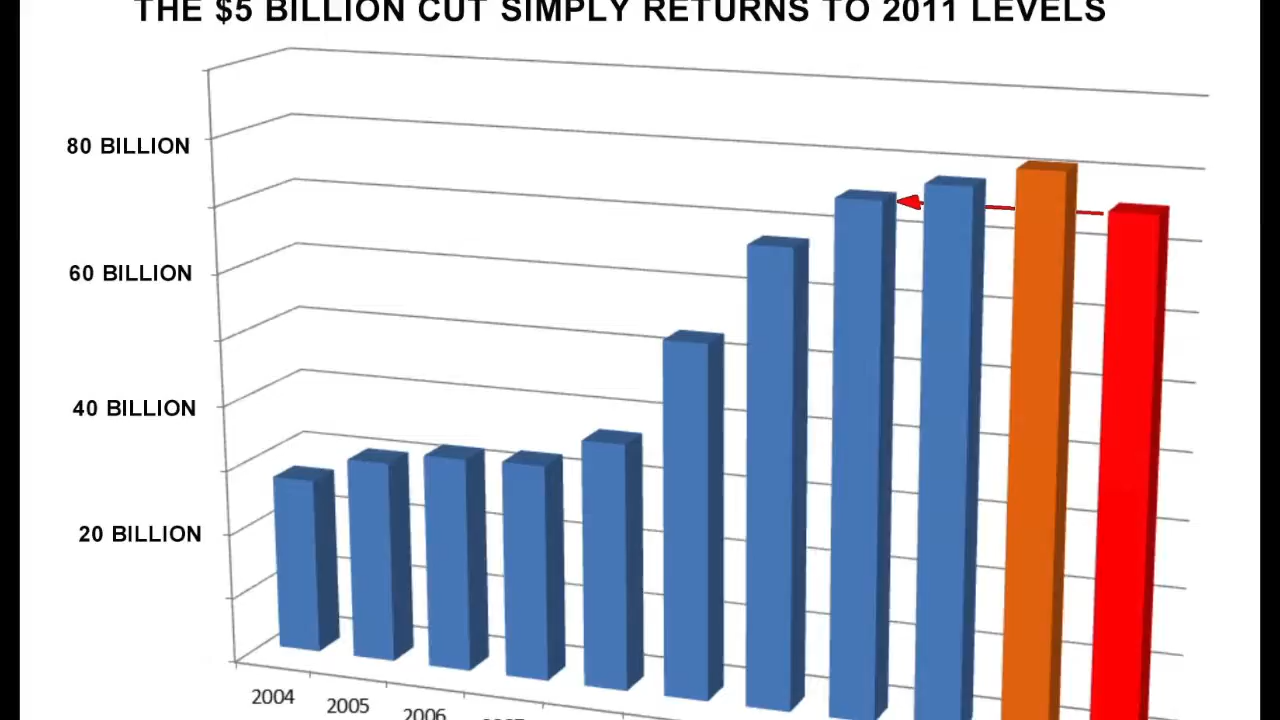 THE $5 BILLION CUT SIMPLY RETURNS TO 2011 LEVELS
80 BILLION
60 BILLION
40 BILLION
20 BILLION
2004
2005
2006